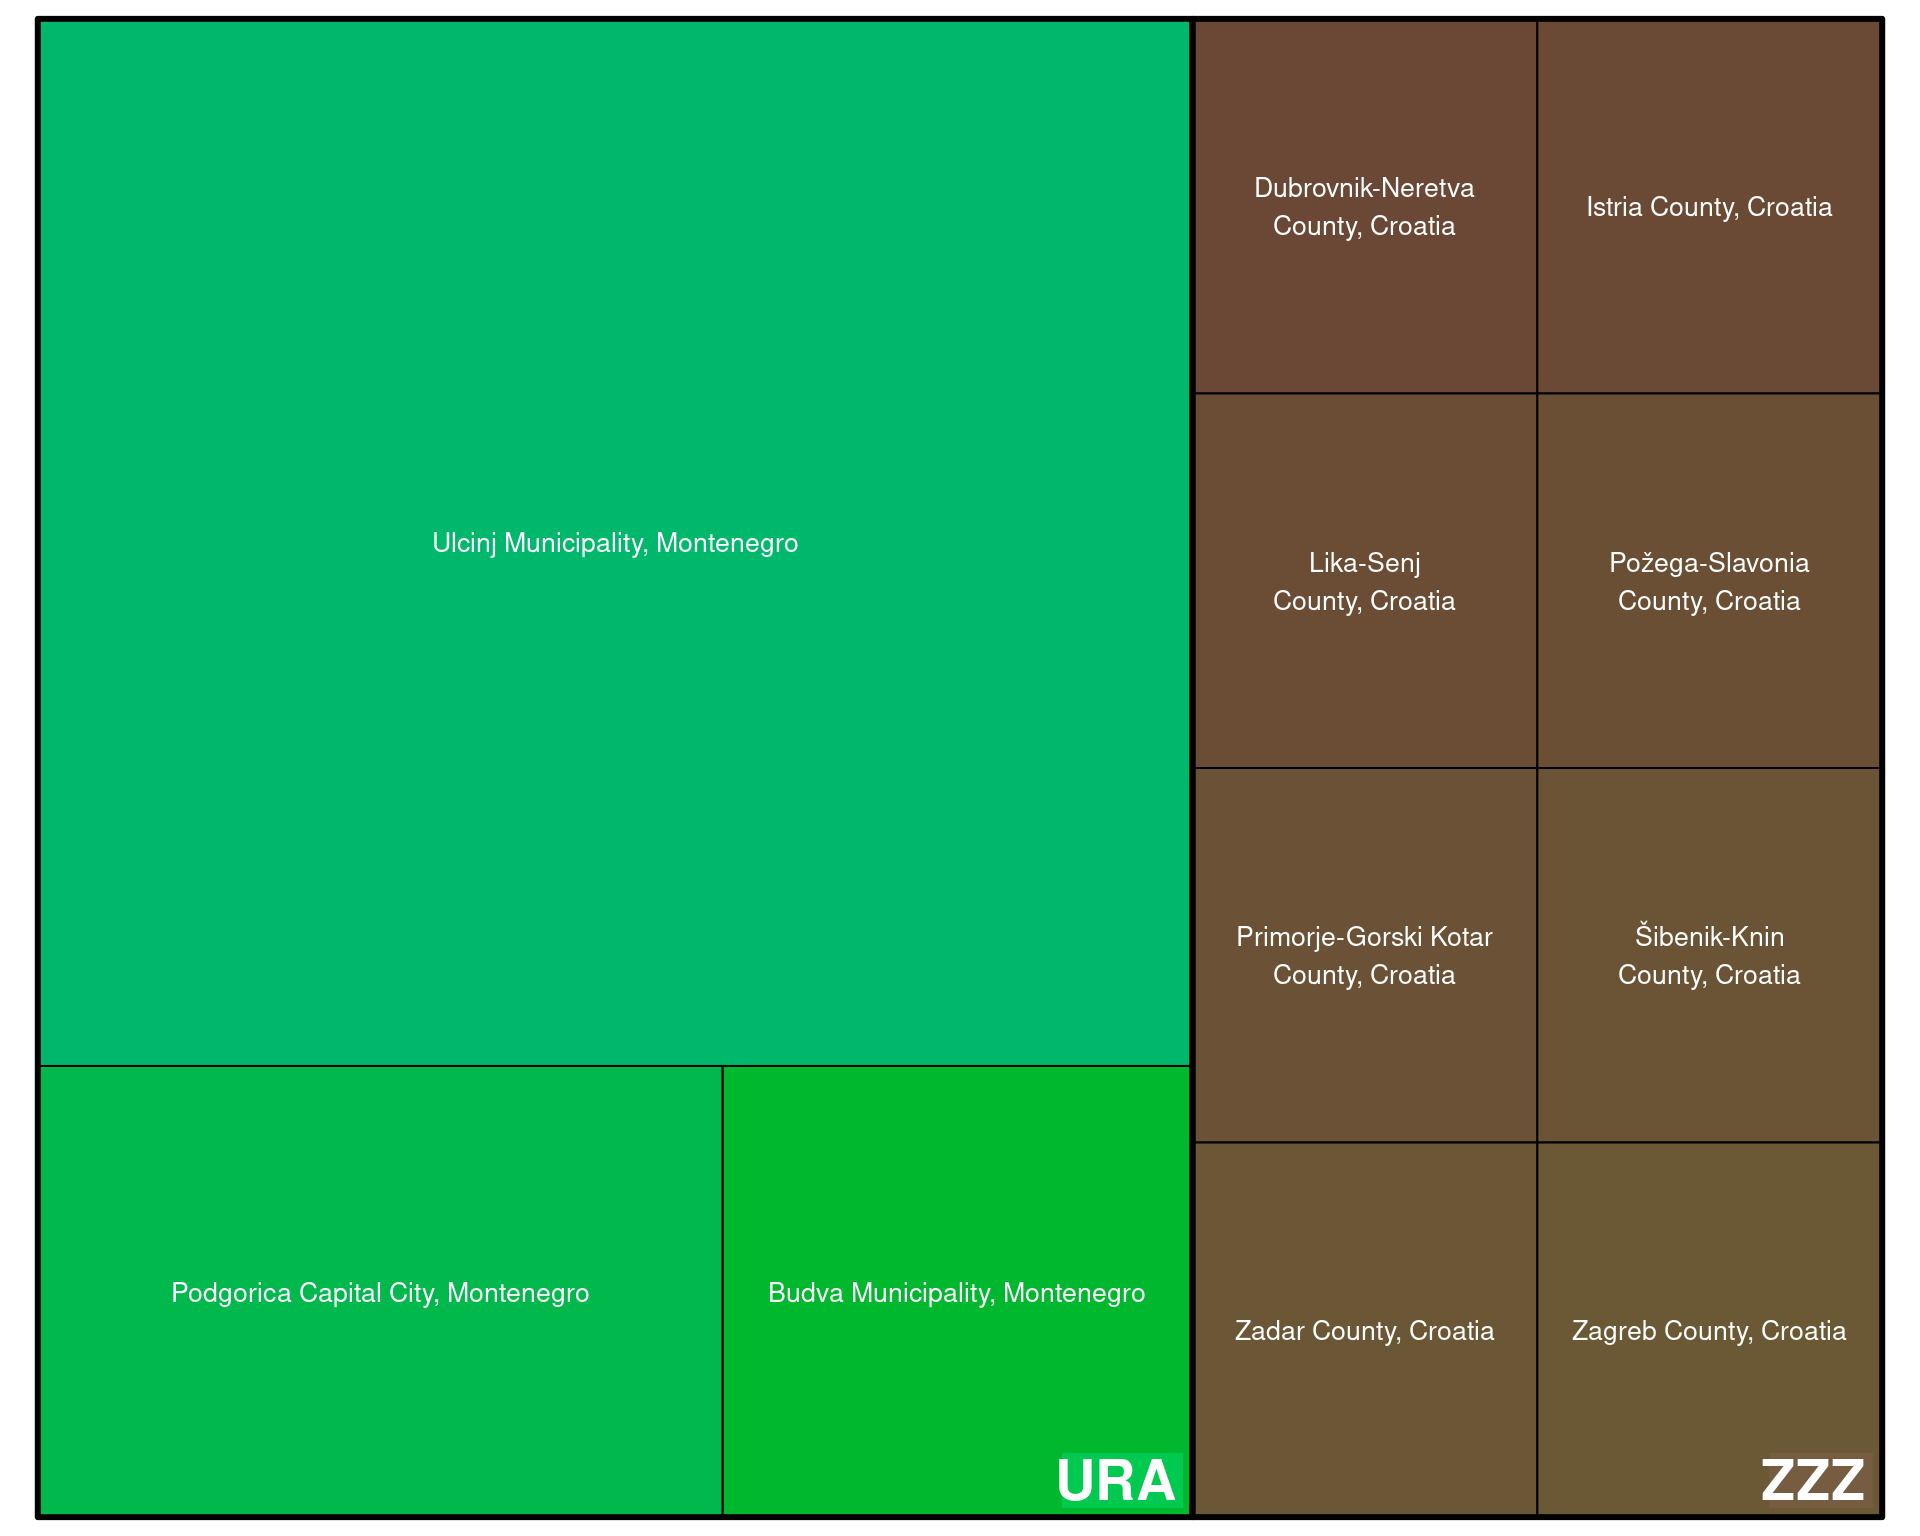 Ulcinj Municipality, Montenegro
Podgorica Capital City, Montenegro
Budva Municipality, Montenegro
URA
Dubrovnik-Neretva
County, Croatia
Istria County, Croatia
Lika-Senj
County, Croatia
Požega-Slavonia
County, Croatia
Primorje-Gorski Kotar
County, Croatia
Šibenik-Knin
County, Croatia
Zadar County, Croatia
Zagreb County, Croatia
ZZZ